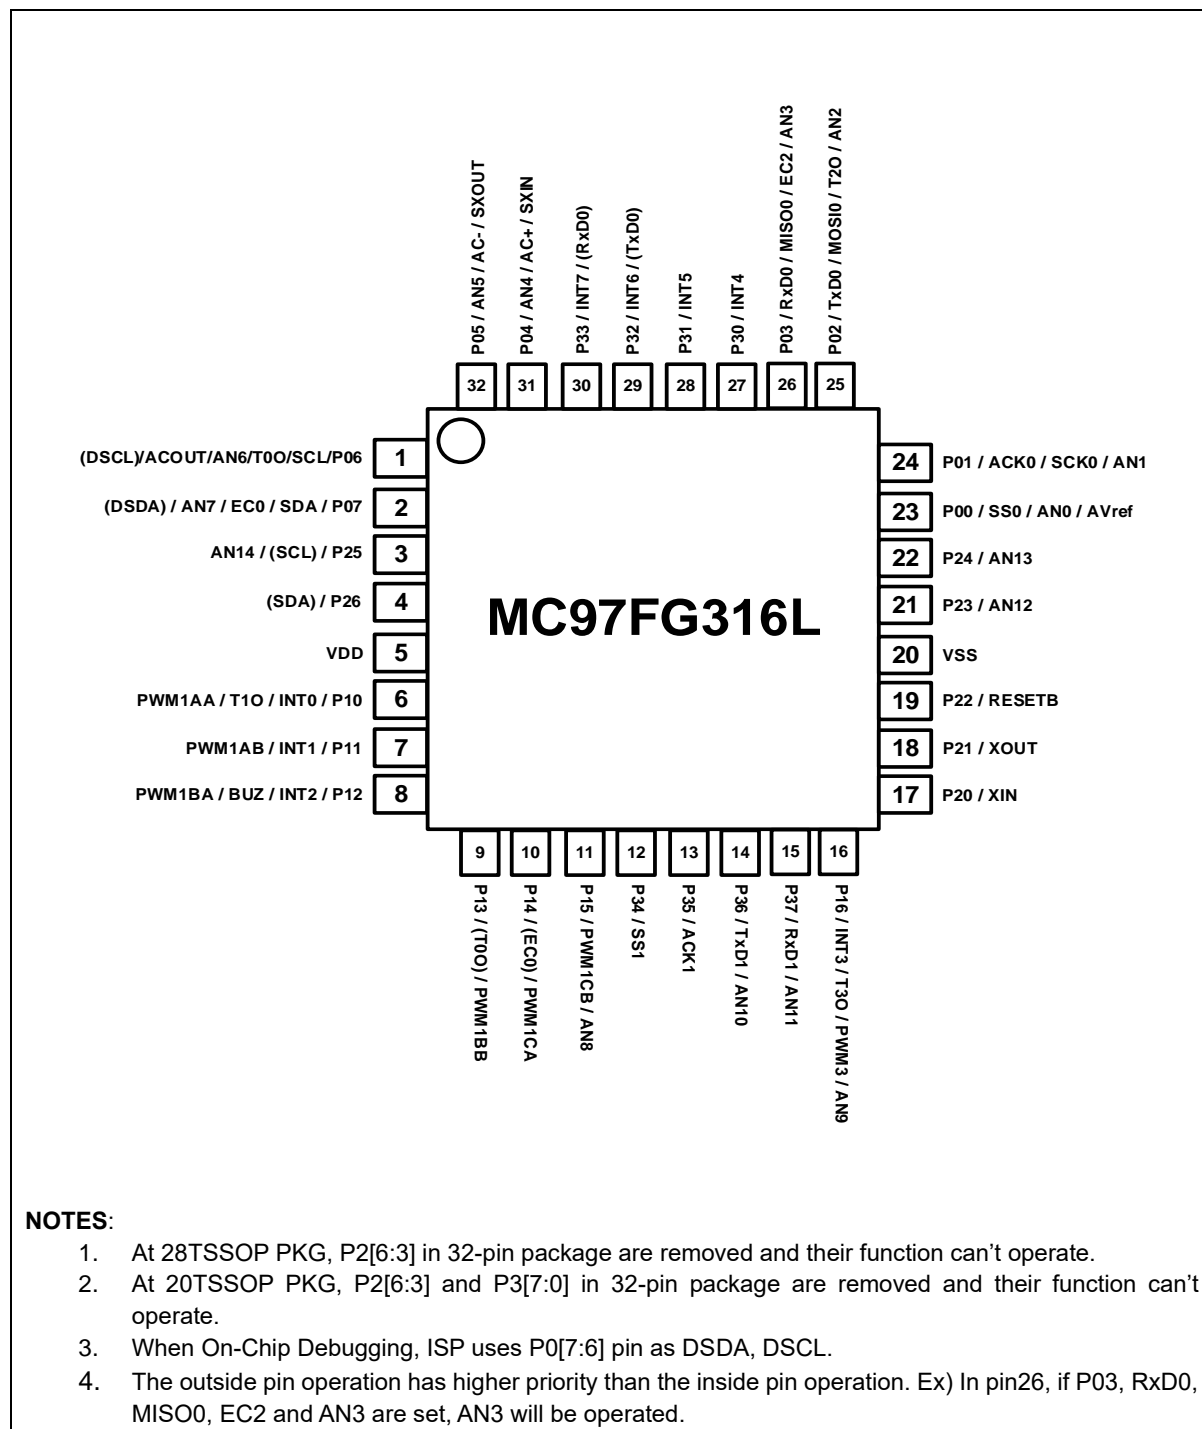 P05 / AN5 / AC- / SXOUT
P04 / AN4 / AC+ / SXIN
P33 / INT7 / (RxD0)
P32 / INT6 / (TxD0)
P31 / INT5
P30 / INT4
P03 / RxD0 / MISO0 / EC2 / AN3
P02 / TxD0 / MOSI0 / T2O / AN2
32 31 30 29 28 27 26 25
(DSCL)/ACOUT/AN6/T0O/SCL/P06 1
(DSDA) / AN7 / EC0 / SDA / P07 2
AN14 / (SCL) / P25 3
(SDA) / P26 4
VDD 5
PWM1AA / T1O / INT0 / P10 6
PWM1AB / INT1 / P11 7
PWM1BA / BUZ / INT2 / P12 8
MC97FG316L
24 P01 / ACK0 / SCK0 / AN1
23 P00 / SS0 / AN0 / AVref
22 P24 / AN13
21 P23 / AN12
20 VSS
19 P22 / RESETB
18 P21 / XOUT
17 P20 / XIN
9 10 11 12 13 14 15 16
P13 / (T0O) / PWM1BB
P14 / (EC0) / PWM1CA
P15 / PWM1CB / AN8
P34 / SS1
P35 / ACK1
P36 / TxD1 / AN10
P37 / RxD1 / AN11
P16 / INT3 / T3O / PWM3 / AN9
NOTES:
1. At 28TSSOP PKG, P2[6:3] in 32-pin package are removed and their function can’t operate.
2. At 20TSSOP PKG, P2[6:3] and P3[7:0] in 32-pin package are removed and their function can’t
operate.
3. When On-Chip Debugging, ISP uses P0[7:6] pin as DSDA, DSCL.
4. The outside pin operation has higher priority than the inside pin operation. Ex) In pin26, if P03, RxD0,
MISO0, EC2 and AN3 are set, AN3 will be operated.